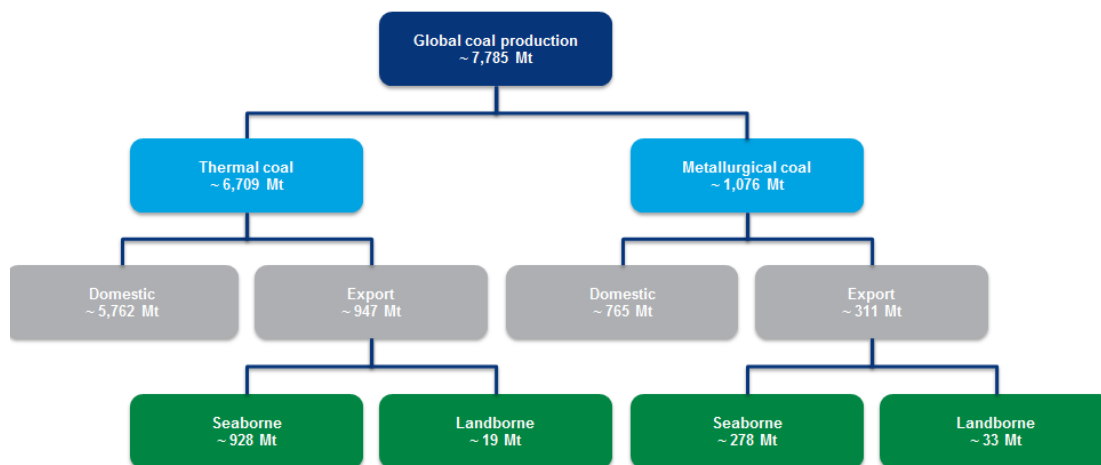 Global coal production
~ 7,785 Mt
Thermal coal
~ 6,709 Mt
Metallurgical coal
~ 1,076 Mt
Domestic
~ 5,762 Mt
Export
~ 947 Mt
Domestic
~ 765 Mt
Export
~ 311 Mt
Seaborne
~ 928 Mt
Landborne
~ 19 Mt
Seaborne
~ 278 Mt
Landborne
~ 33 Mt